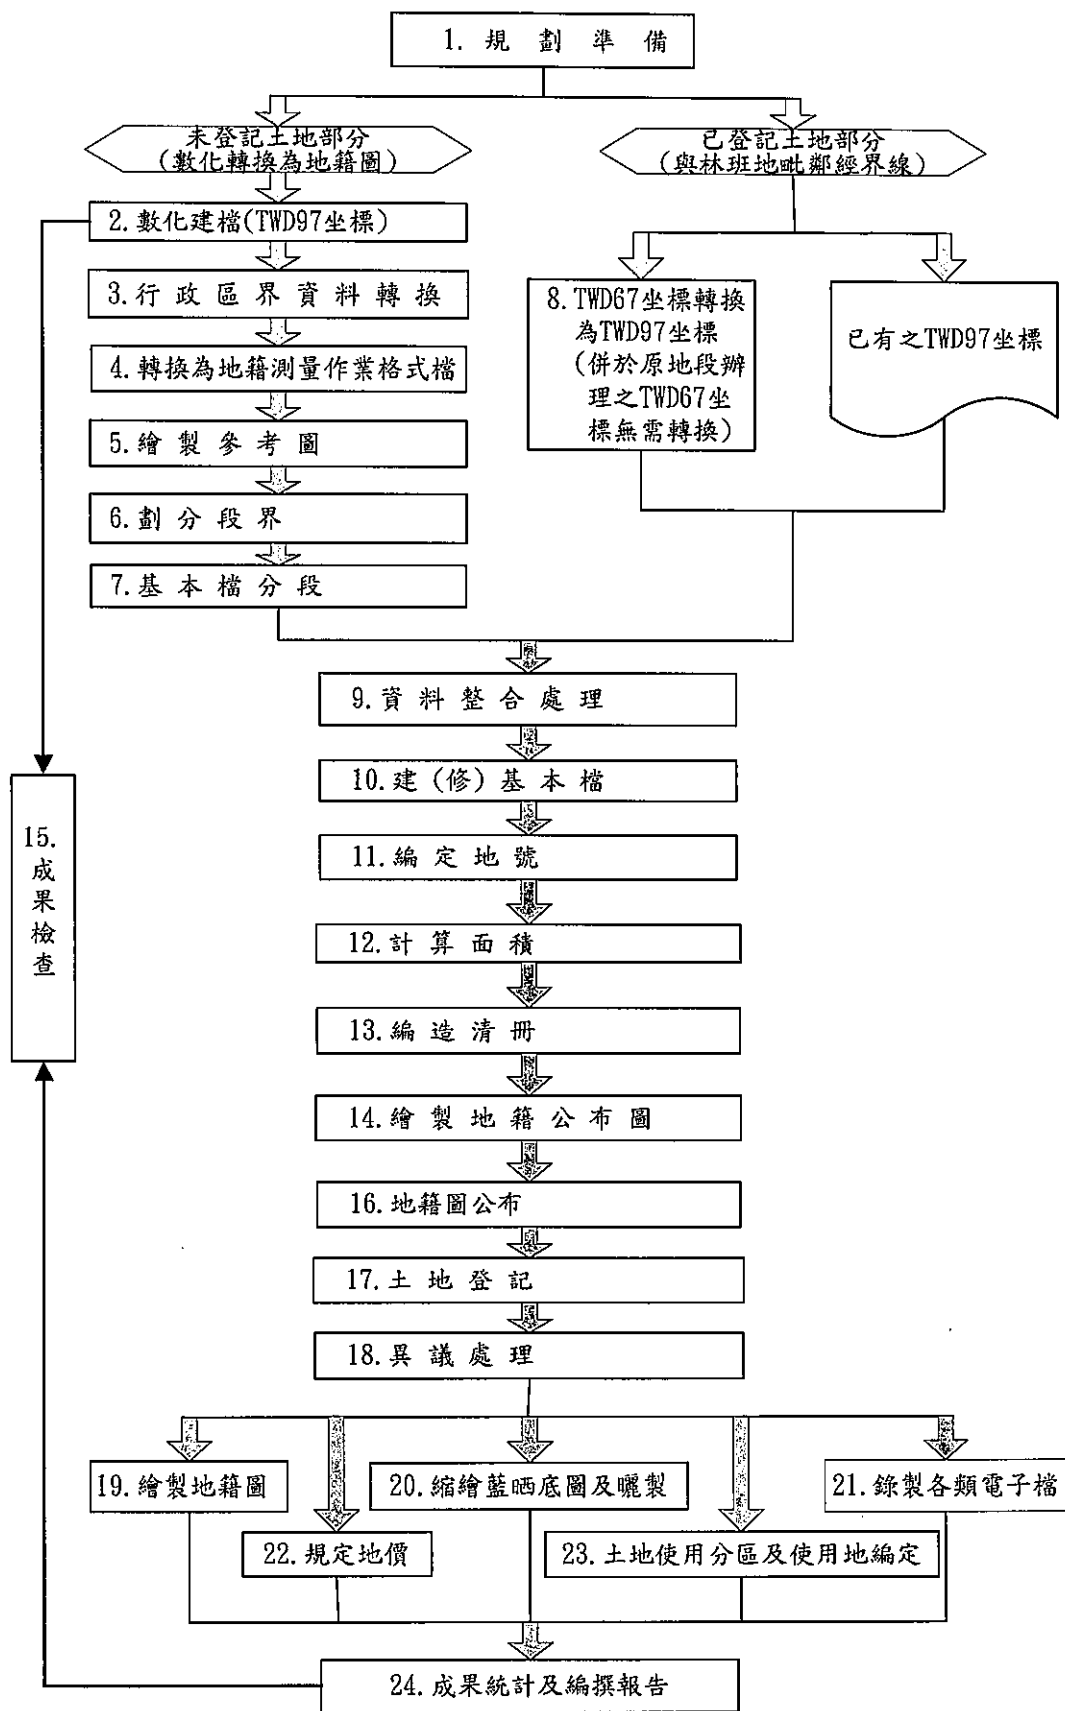 1. 規劃準備
未登記土地部分
(數化轉換為地籍圖)
已登記土地部分
(與林班地毗鄰經界線)
2. 數化建檔(TWD97坐標)
3. 行政區界資料轉換
4. 轉換為地籍測量作業格式檔
5. 繪製參考圖
6. 劃分段界
7. 基本檔分段
8. TWD67坐標轉換
為TWD97坐標
(併於原地段辦
理之TWD67坐
標無需轉換)
已有之TWD97坐標
9. 資料整合處理
10. 建(修)基本檔
11. 編定地號
12. 計算面積
13. 編造清冊
14. 繪製地籍公布圖
15.
成
果
檢
查
16. 地籍圖公布
17. 土地登記
18. 異議處理
19. 繪製地籍圖
20. 縮繪藍晒底圖及曬製
21. 錄製各類電子檔
22. 規定地價
23. 土地使用分區及使用地編定
24. 成果統計及編撰報告